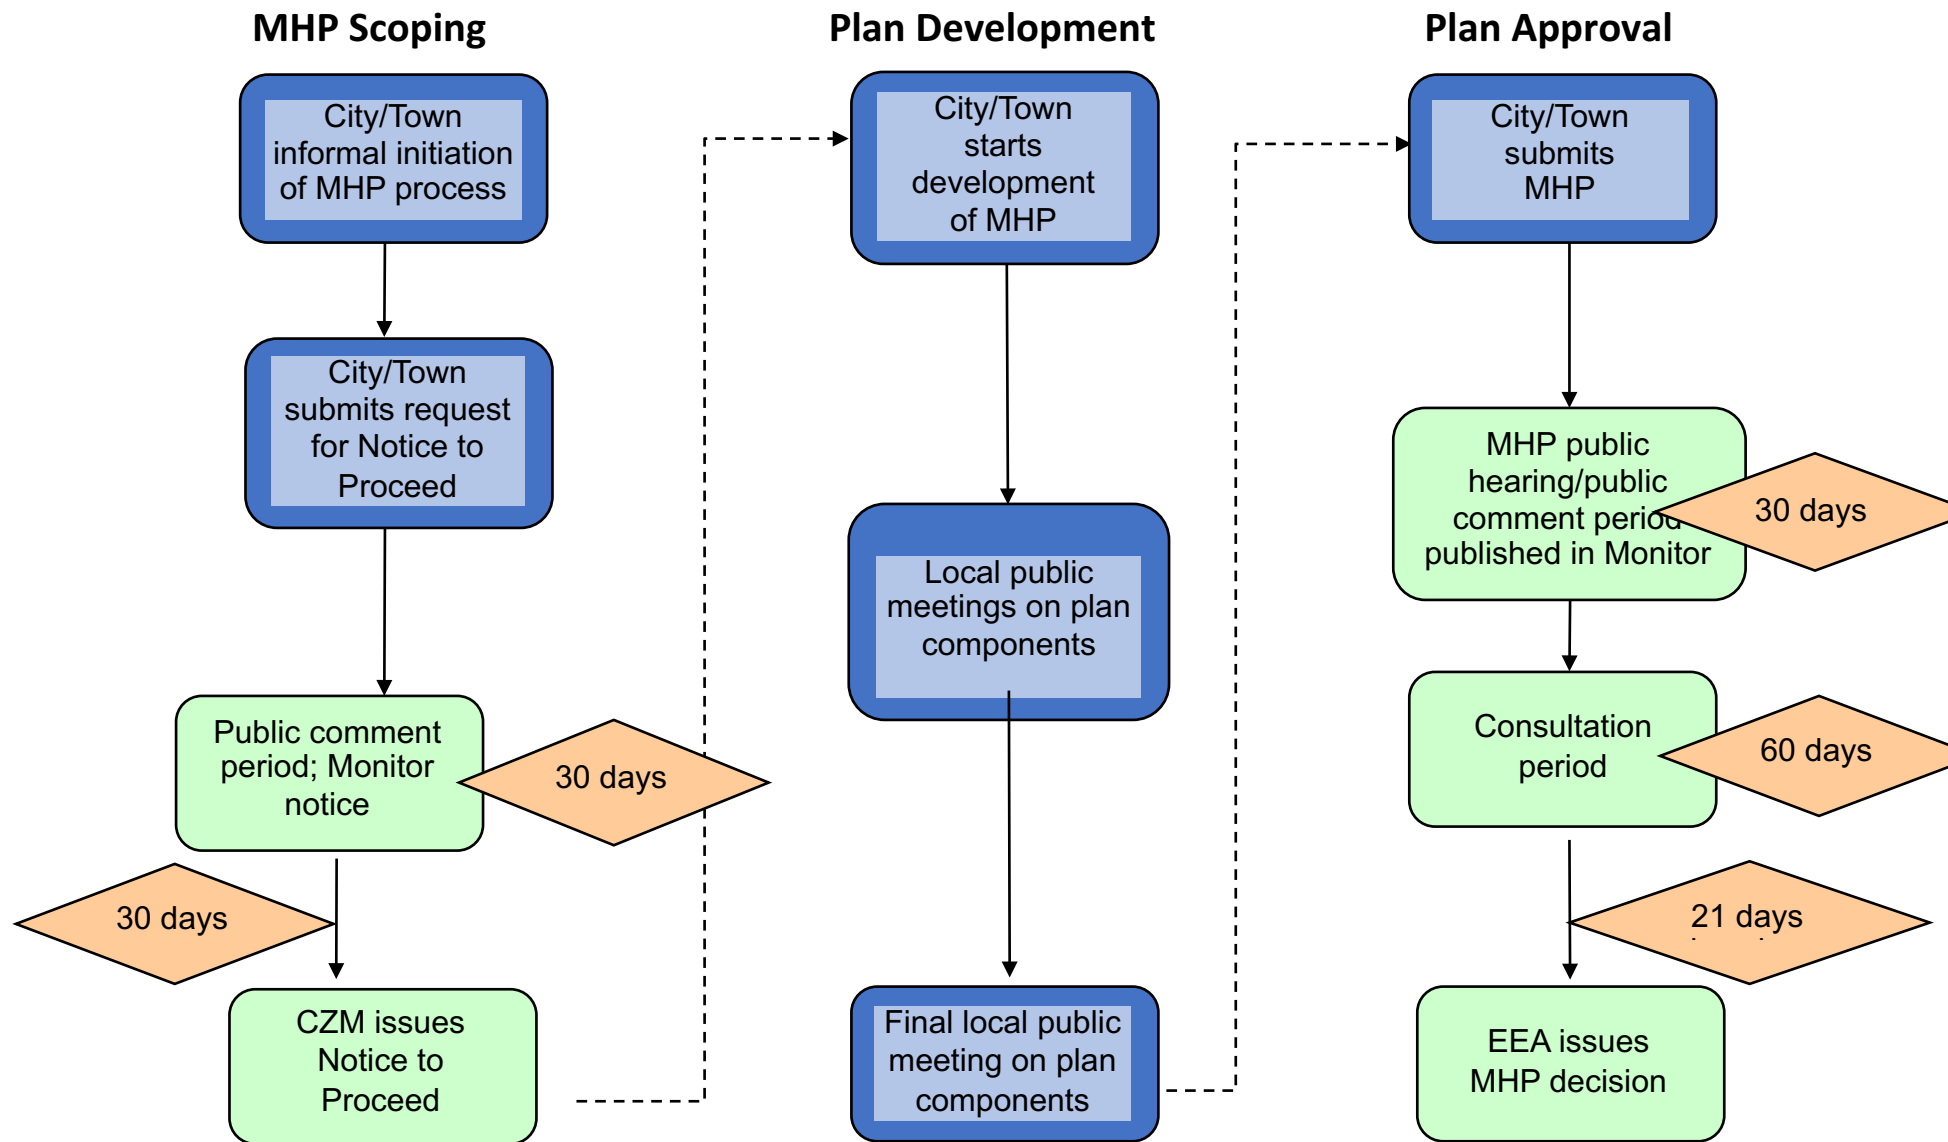 MHP Scoping
City/Town
informal initiation
of MHP process
City/Town
submits request
for Notice to
Proceed
Public comment
period; Monitor
notice
30 days
30 days
CZM issues
Notice to
Proceed
Plan Development
City/Town
starts
development
of MHP
Local public
meetings on plan
components
Final local public
meeting on plan
components
Plan Approval
City/Town
submits
MHP
MHP public
hearing/public
comment period
published in Monitor
30 days
Consultation
period
60 days
21 days
EEA issues
MHP decision